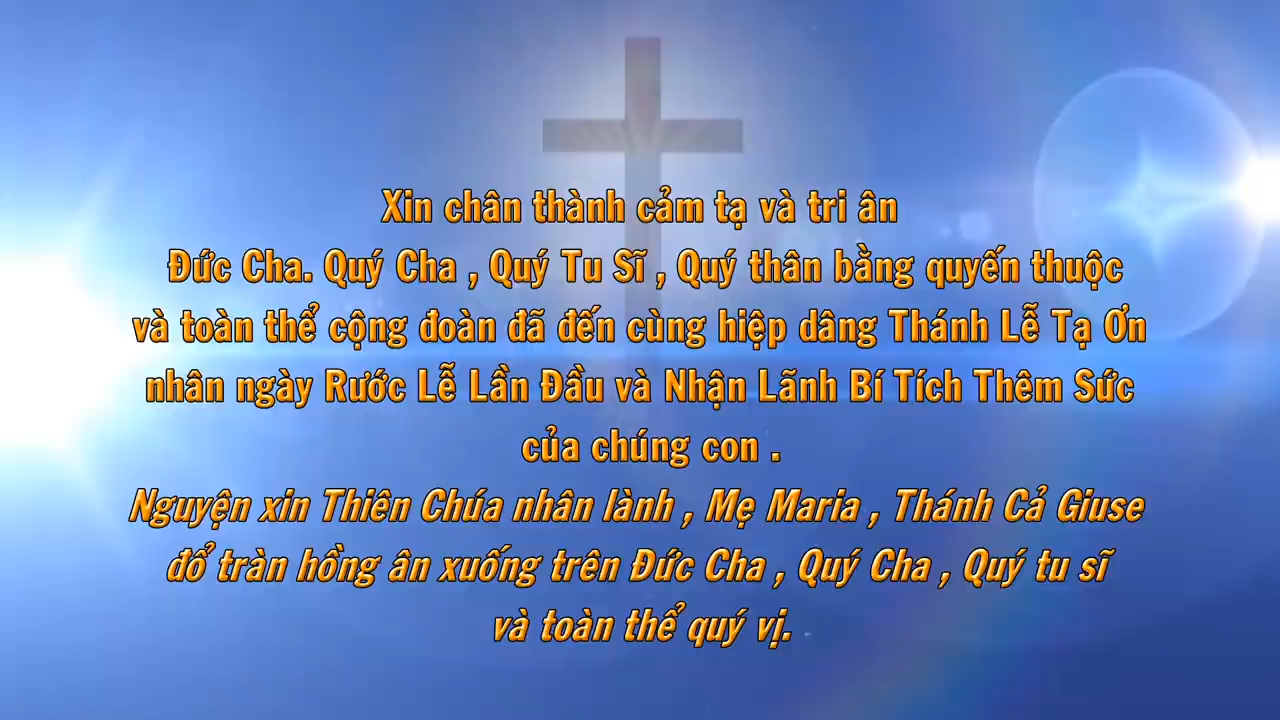 Xin chân thành cảm tạ và tri ân
Đức Cha. Quý Cha , Quý Tu Sĩ , Quý thân bằng quyến thuộc
và toàn thể cộng đoàn đã đến cùng hiệp dâng Thánh Lễ Tạ Ơn
nhân ngày Rước Lễ Lần Đầu và Nhận Lãnh Bí Tích Thêm Sức
của chúng con .
Nguyện xin Thiên Chúa nhân lành , Mẹ Maria , Thánh Cả Giuse
đổ tràn hồng ân xuống trên Đức Cha , Quý Cha , Quý tu sĩ
và toàn thể quý vị.